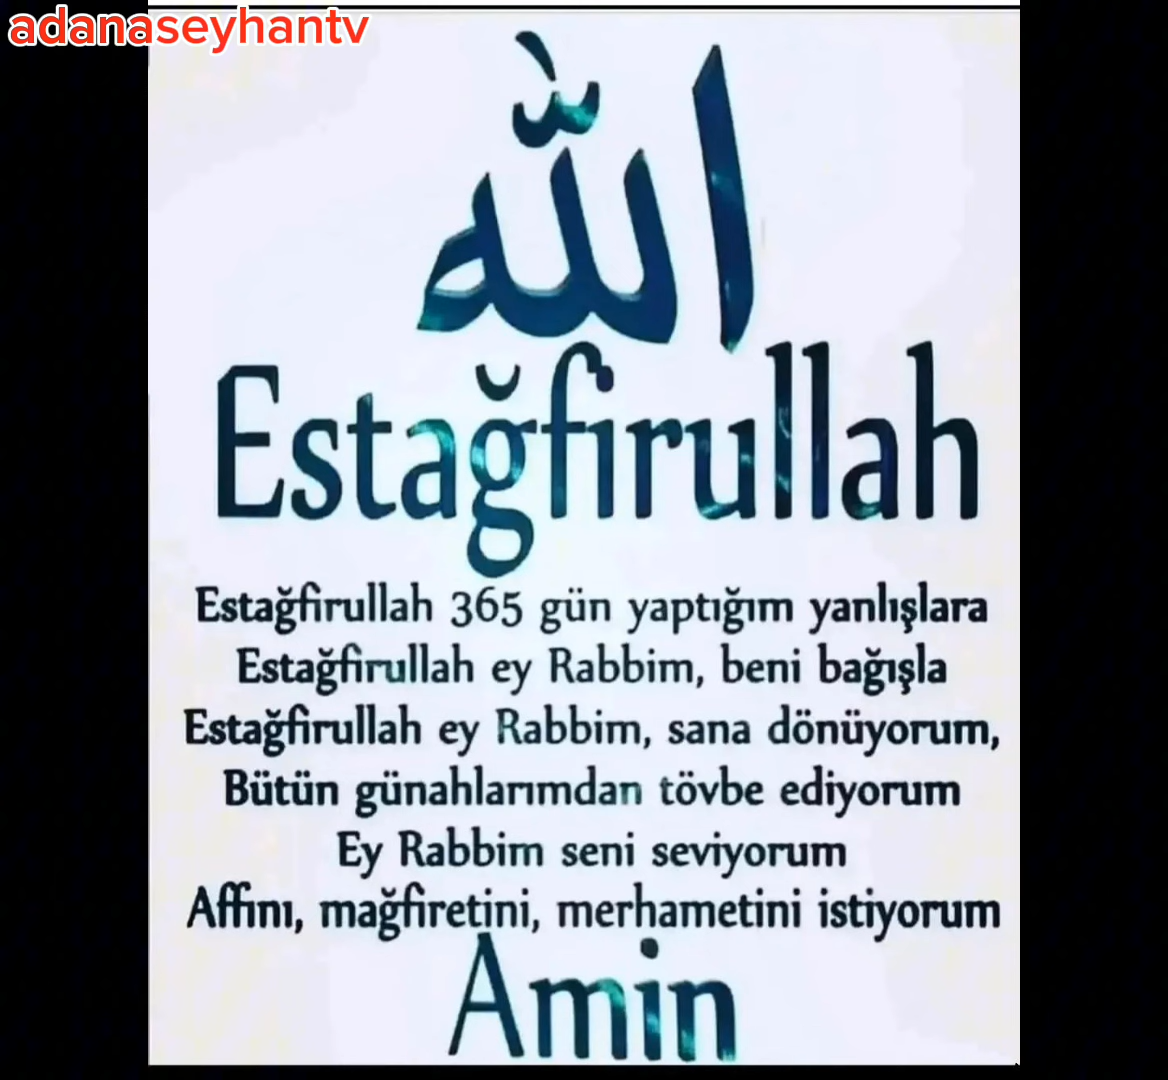 adanaseyhantv
الله
Estağfirullah
Estağfirullah 365 gün yaptığım yanlışlara
Estağfirullah ey Rabbim, beni bağışla
Estağfirullah ey Rabbim, sana dönüyorum,
Bütün günahlarımdan tövbe ediyorum
Ey Rabbim seni seviyorum
Affını, mağfiretini, merhametini istiyorum
Amin